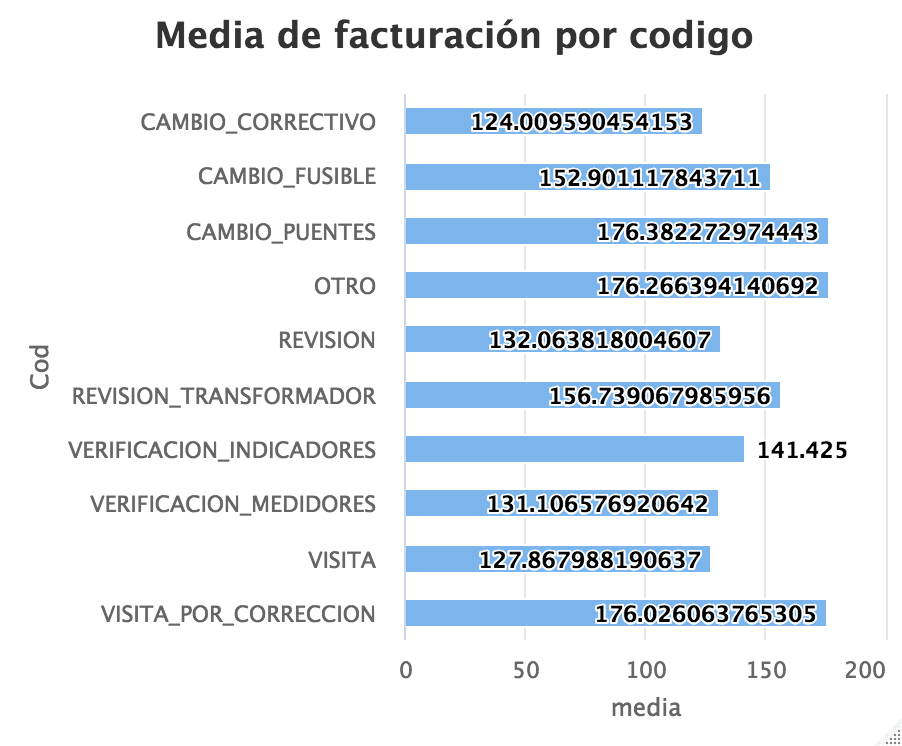 Media de facturación por codigo
Cod
CAMBIO_CORRECTIVO 124.009590454153
CAMBIO_FUSIBLE 152.901117843711
CAMBIO_PUENTES 176.382272974443
OTRO 176.266394140692
REVISION 132.063818004607
REVISION_TRANSFORMADOR 156.739067985956
VERIFICACION_INDICADORES 141.425
VERIFICACION_MEDIDORES 131.106576920642
VISITA 127.867988190637
VISITA_POR_CORRECCION 176.026063765305
0 50 100 150 200
media